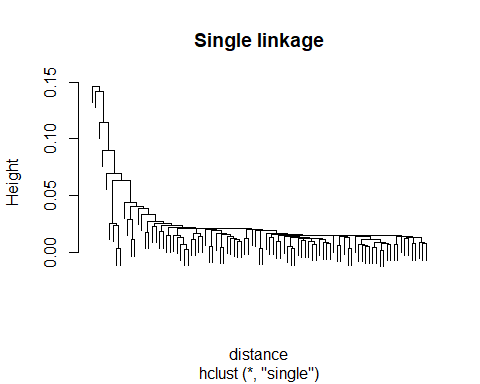 Single linkage
Height
0.15
0.10
0.05
0.00
distance
hclust (*, "single")